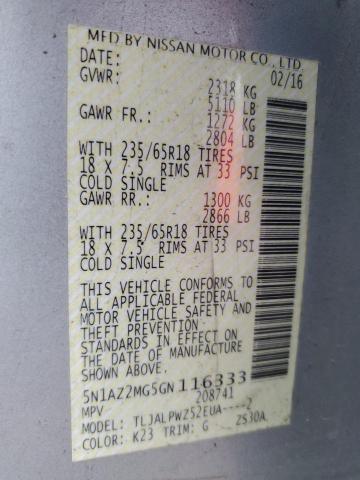 MFD BY NISSAN MOTOR CO., LTD.
DATE: 02/16
GVWR: 2318 KG
5110 LB
GAWR FR.: 1272 KG
2804 LB
WITH 235/65R18 TIRES
18 X 7.5 RIMS AT 33 PSI
COLD SINGLE
GAWR RR.: 1300 KG
2866 LB
WITH 235/65R18 TIRES
18 X 7.5 RIMS AT 33 PSI
COLD SINGLE
THIS VEHICLE CONFORMS TO
ALL APPLICABLE FEDERAL
MOTOR VEHICLE SAFETY AND
THEFT PREVENTION
STANDARDS IN EFFECT ON
THE DATE OF MANUFACTURE
SHOWN ABOVE.
5N1AZ2MG5GN116333
MPV 208741
MODEL: TLJALPWZ52EUA----2
COLOR: K23 TRIM: G ZS30A